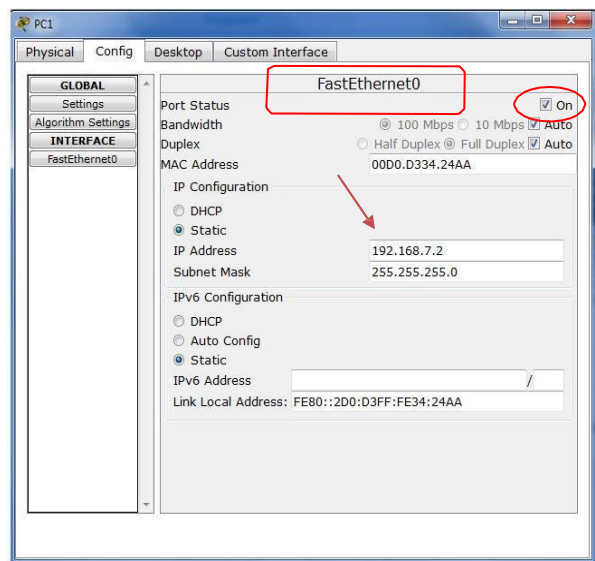 PC1
Physical Config Desktop Custom Interface
GLOBAL
Settings
Algorithm Settings
INTERFACE
FastEthernet0
FastEthernet0
Port Status On
Bandwidth 100 Mbps 10 Mbps Auto
Duplex Half Duplex Full Duplex Auto
MAC Address 00D0.D334.24AA
IP Configuration
DHCP
Static
IP Address 192.168.7.2
Subnet Mask 255.255.255.0
IPv6 Configuration
DHCP
Auto Config
Static
IPv6 Address /
Link Local Address: FE80::2D0:D3FF:FE34:24AA